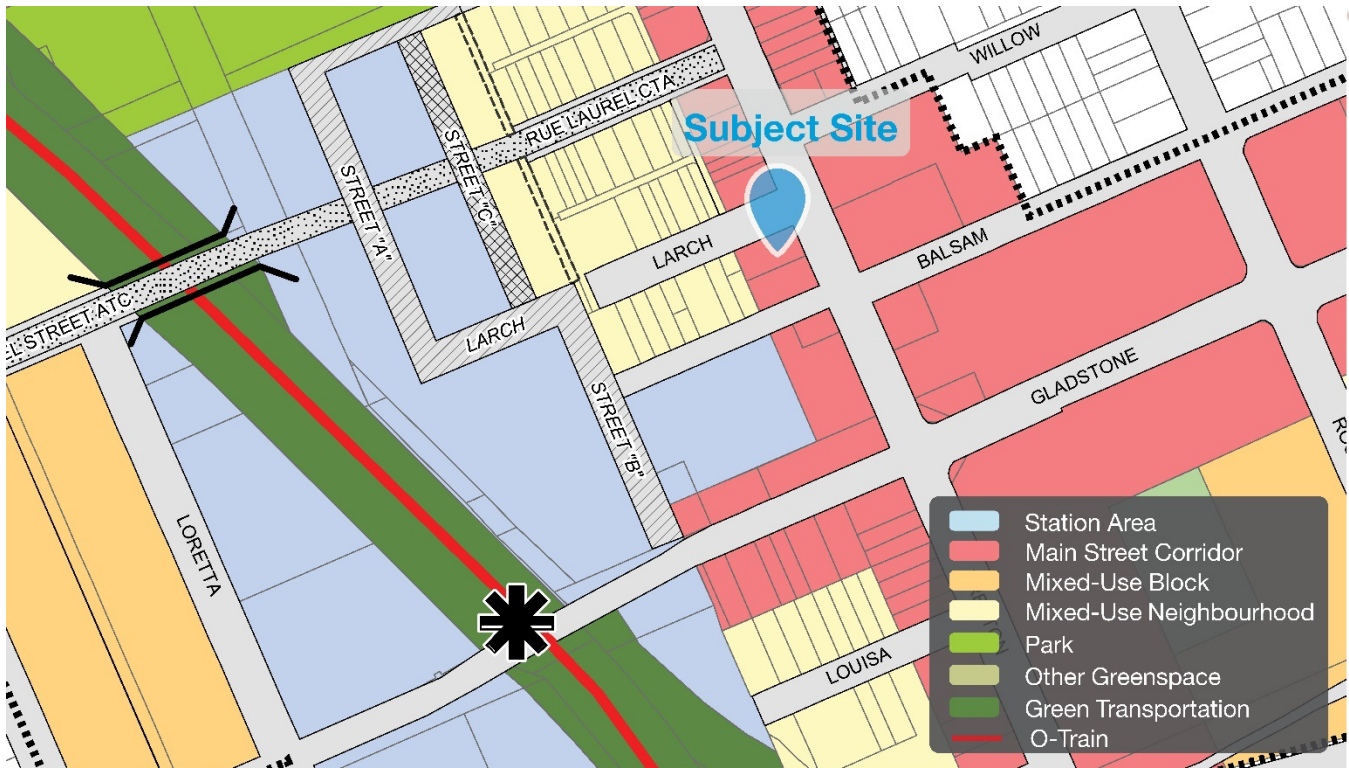 WILLOW
RUE LAUREL CTA
Subject Site
STREET "C"
STREET "A"
LARCH
BALSAM
EL STREET ATC
LARCH
GLADSTONE
STREET "B"
LORETTA
LOUISA
Station Area
Main Street Corridor
Mixed-Use Block
Mixed-Use Neighbourhood
Park
Other Greenspace
Green Transportation
O-Train